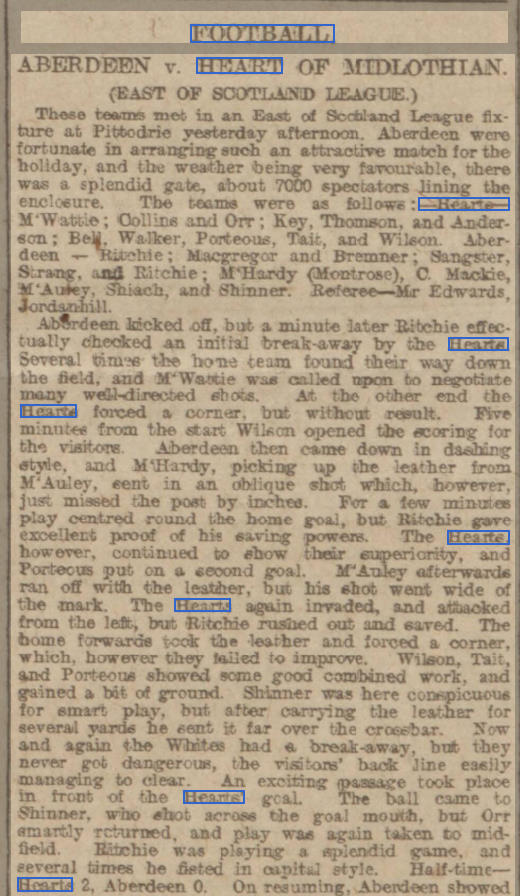 FOOTBALL
ABERDEEN v. HEART OF MIDLOTHIAN.
(EAST OF SCOTLAND LEAGUE.)
These teams met in an East of Scotland League fix-
ture at Pittodrie yesterday afternoon. Aberdeen were
fortunate in arranging such an attractive match for the
holiday, and the weather being very favourable, there
was a splendid gate, about 7000 spectators lining the
enclosure. The teams were as follows:—Hearts—
M'Wattie; Collins and Orr; Key, Thomson, and Ander-
son; Bell, Walker, Porteous, Tait, and Wilson. Aber-
deen — Ritchie; Macgregor and Bremner; Sangster,
Strang, and Ritchie; M'Hardy (Montrose), C. Mackie,
M'Auley, Shiach, and Shinner. Referee—Mr Edwards,
Jordanhill.
Aberdeen kicked off, but a minute later Ritchie effec-
tually checked an initial break-away by the Hearts.
Several times the home team found their way down
the field, and M'Wattie was called upon to negotiate
many well-directed shots. At the other end the
Hearts forced a corner, but without result. Five
minutes from the start Wilson opened the scoring for
the visitors. Aberdeen then came down in dashing
style, and M'Hardy, picking up the leather from
M'Auley, sent in an oblique shot which, however,
just missed the post by inches. For a few minutes
play centred round the home goal, but Ritchie gave
excellent proof of his saving powers. The Hearts,
however, continued to show their superiority, and
Porteous put on a second goal. M'Auley afterwards
ran off with the leather, but his shot went wide of
the mark. The Hearts again invaded, and attacked
from the left, but Ritchie rushed out and saved. The
home forwards took the leather and forced a corner,
which, however they failed to improve. Wilson, Tait,
and Porteous showed some good combined work, and
gained a bit of ground. Shinner was here conspicuous
for smart play, but after carrying the leather for
several yards he sent it far over the crossbar. Now
and again the Whites had a break-away, but they
never got dangerous, the visitors' back line easily
managing to clear. An exciting passage took place
in front of the Hearts' goal. The ball came to
Shinner, who shot across the goal mouth, but Orr
smartly returned, and play was again taken to mid-
field. Ritchie was playing a splendid game, and
several times he fisted in capital style. Half-time—
Hearts 2, Aberdeen 0. On resuming, Aberdeen showed